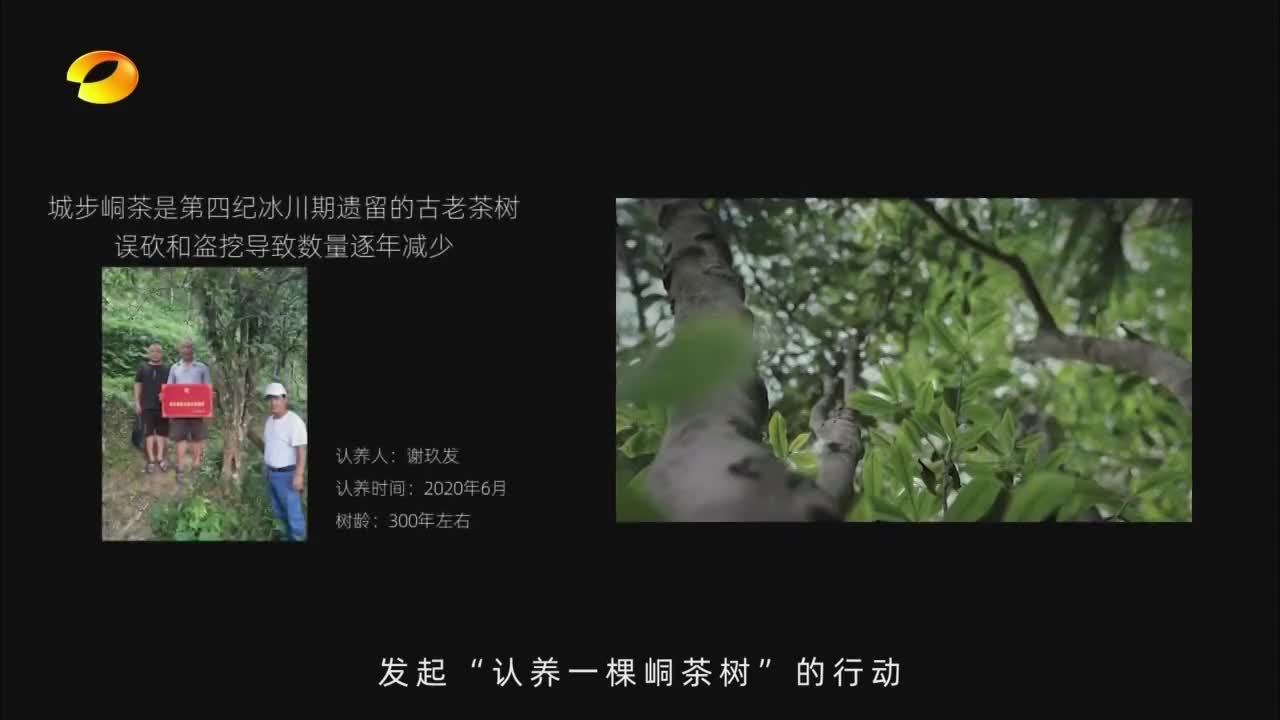 城步峒茶是第四纪冰川期遗留的古老茶树
误砍和盗挖导致数量逐年减少
认养人：谢玖发
认养时间：2020年6月
树龄：300年左右
发起“认养一棵峒茶树”的行动